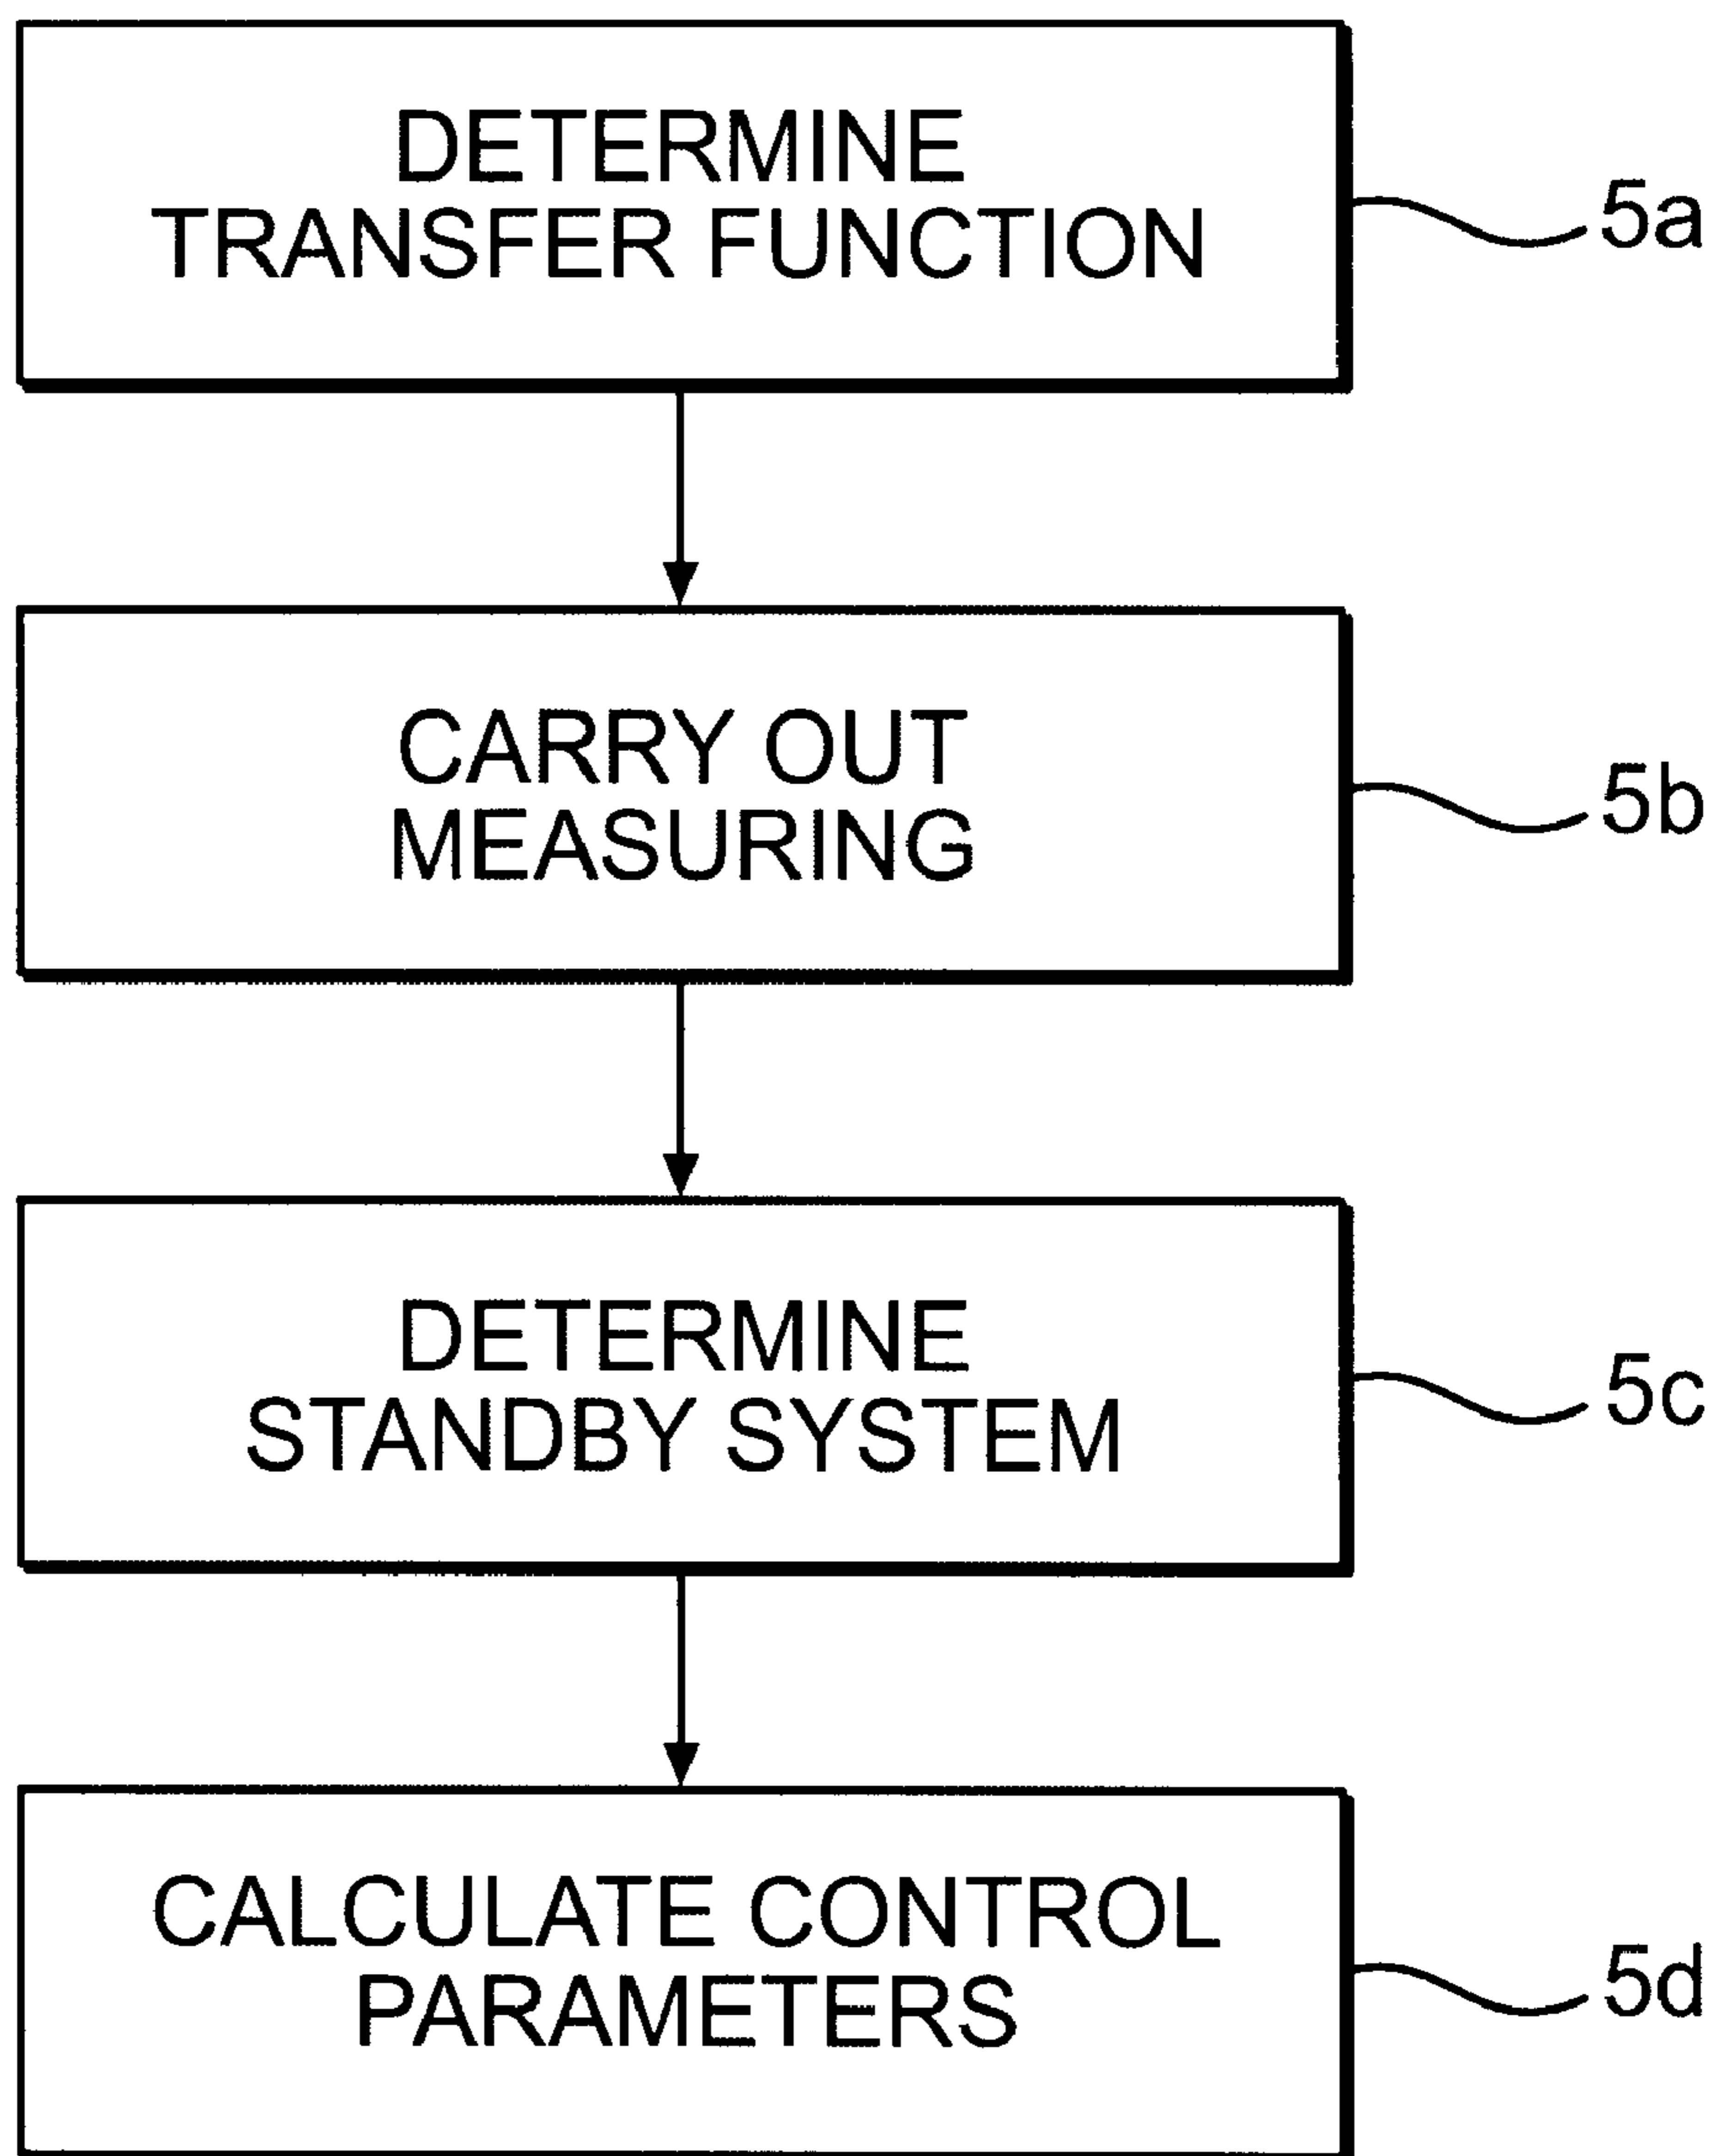 DETERMINE
TRANSFER FUNCTION
5a
CARRY OUT
MEASURING
5b
DETERMINE
STANDBY SYSTEM
5c
CALCULATE CONTROL
PARAMETERS
5d